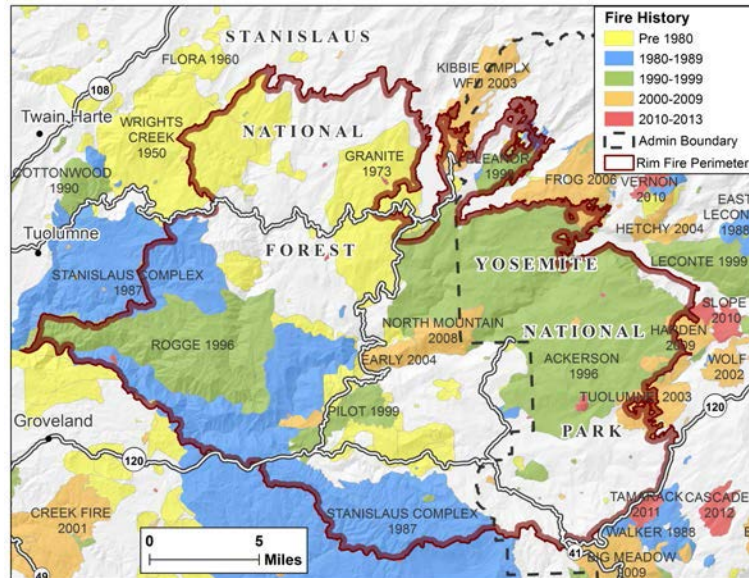 STANISLAUS
FLORA 1960
108
Twain Harte
WRIGHTS
CREEK
1950
NATIONAL
KIBBIE CMPLX
WFU 2003
GRANITE
1973
COTTONWOOD
1990
ELEANOR
FROG 2006
VERNON
2010
EAST
1988
HETCHY 2004
Tuolumne
FOREST
STANISLAUS COMPLEX
1987
YOSEMITE
LECONTE 1999
SLOPE
2010
ROGGE 1996
NORTH MOUNTAIN
2008
NATIONAL
HARDEN
2009
EARLY 2004
ACKERSON
1996
WOLF
2002
TUOLUMNE 2003
120
PILOT 1999
PARK
Groveland
120
CREEK FIRE
2001
STANISLAUS COMPLEX
1987
TAMARACK
2011
CASCADE
2012
WALKER 1988
41
BIG MEADOW
2009
49
0 5
Miles
Fire History
Pre 1980
1980-1989
1990-1999
2000-2009
2010-2013
Admin Boundary
Rim Fire Perimeter